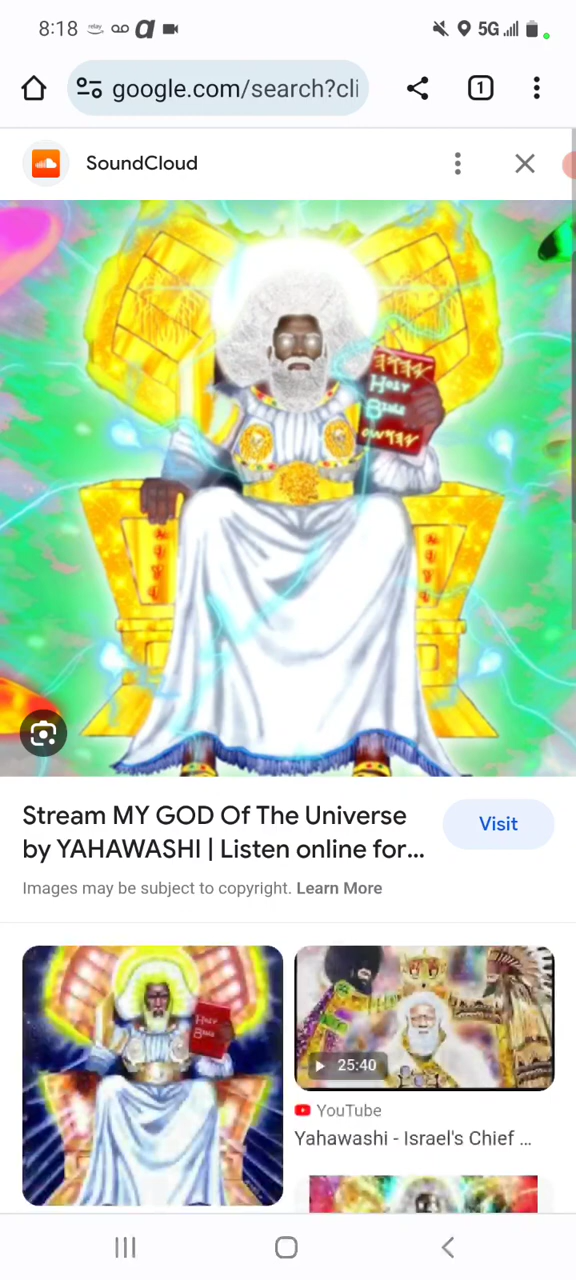 8:18
5G
google.com/search?cli
1
SoundCloud
HOLY
BIBLE
Stream MY GOD Of The Universe
by YAHAWASHI | Listen online for...
Visit
Images may be subject to copyright. Learn More
HOLY
25:40
YouTube
Yahawashi - Israel's Chief ...